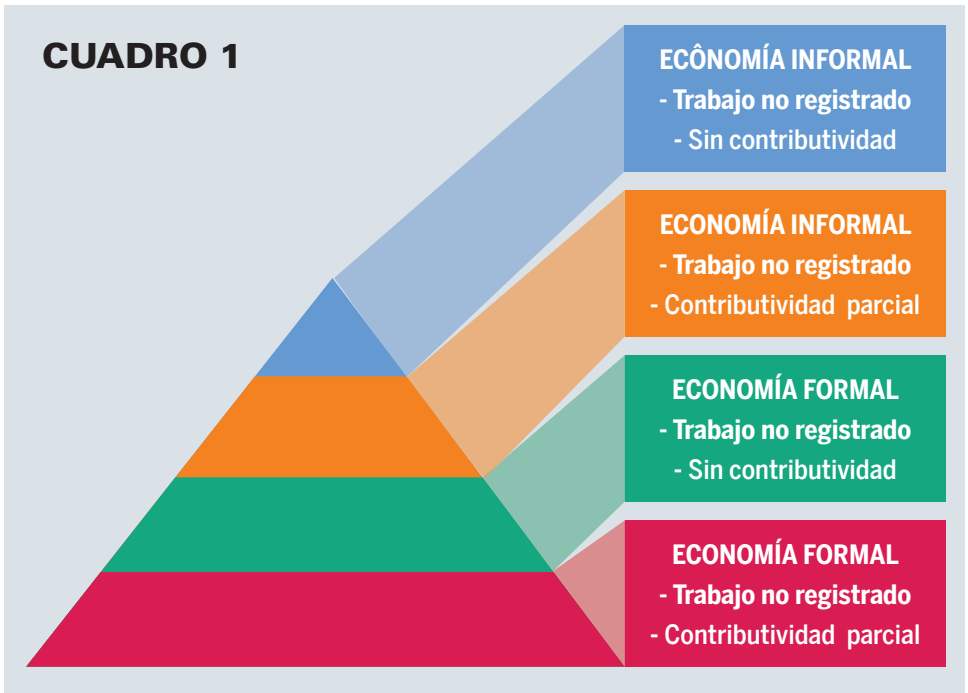 CUADRO 1
ECÔNOMÍA INFORMAL
- Trabajo no registrado
- Sin contributividad
ECONOMÍA INFORMAL
- Trabajo no registrado
- Contributividad parcial
ECONOMÍA FORMAL
- Trabajo no registrado
- Sin contributividad
ECONOMÍA FORMAL
- Trabajo no registrado
- Contributividad parcial